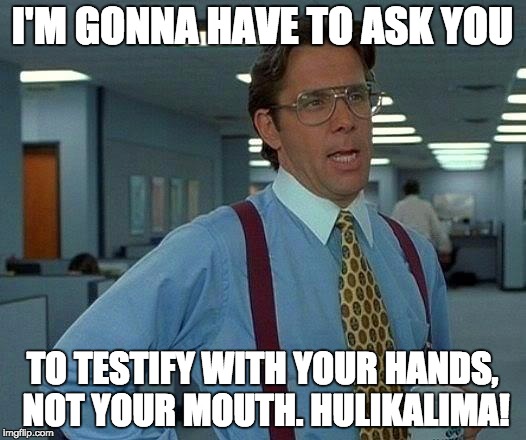 I'M GONNA HAVE TO ASK YOU
TO TESTIFY WITH YOUR HANDS,
NOT YOUR MOUTH. HULIKALIMA!
imgflip.com